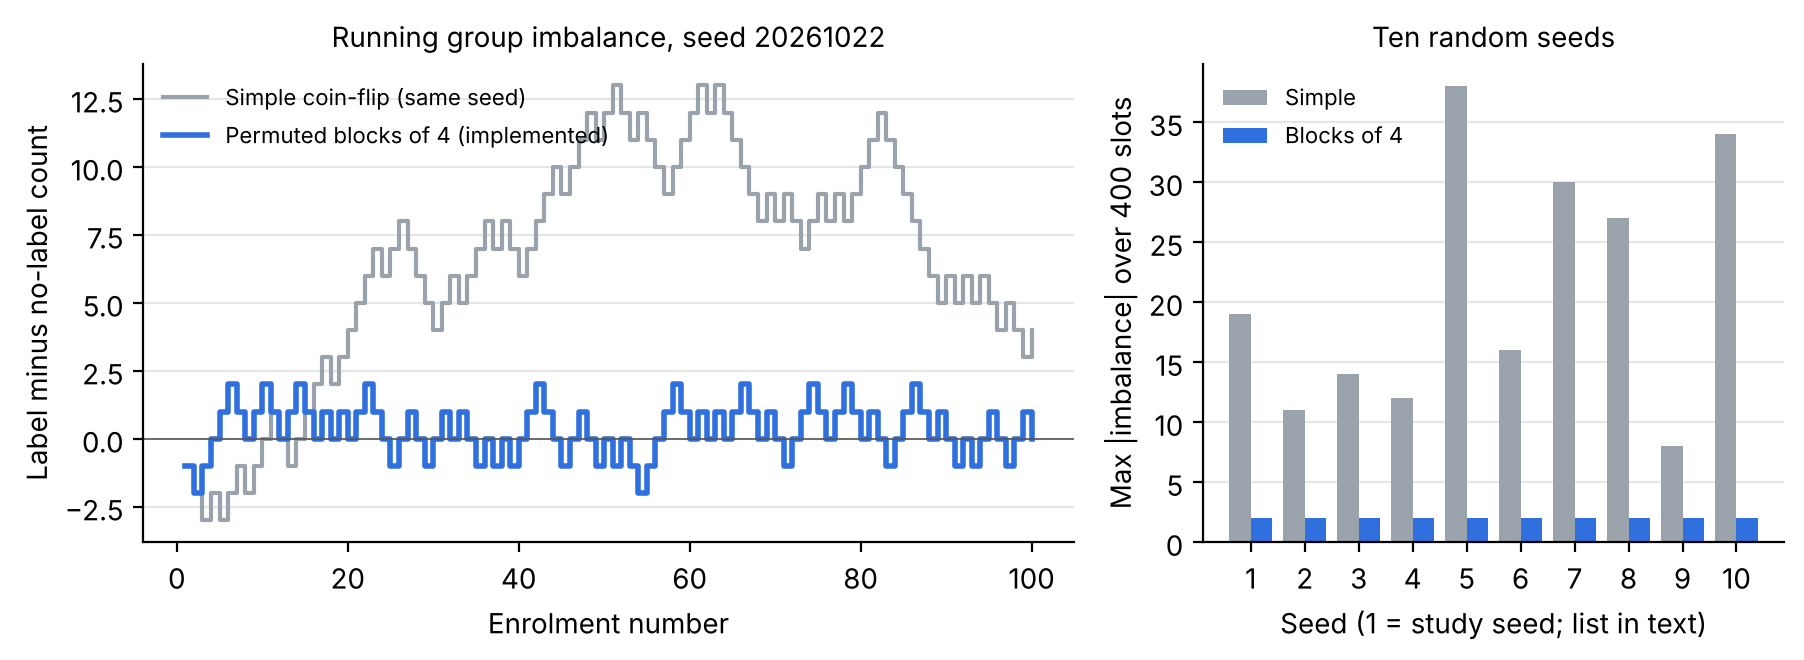 Running group imbalance, seed 20261022
Label minus no-label count
12.5
10.0
7.5
5.0
2.5
0.0
−2.5
Simple coin-flip (same seed)
Permuted blocks of 4 (implemented)
0 20 40 60 80 100
Enrolment number
Ten random seeds
Max |imbalance| over 400 slots
35
30
25
20
15
10
5
0
Simple
Blocks of 4
1 2 3 4 5 6 7 8 9 10
Seed (1 = study seed; list in text)